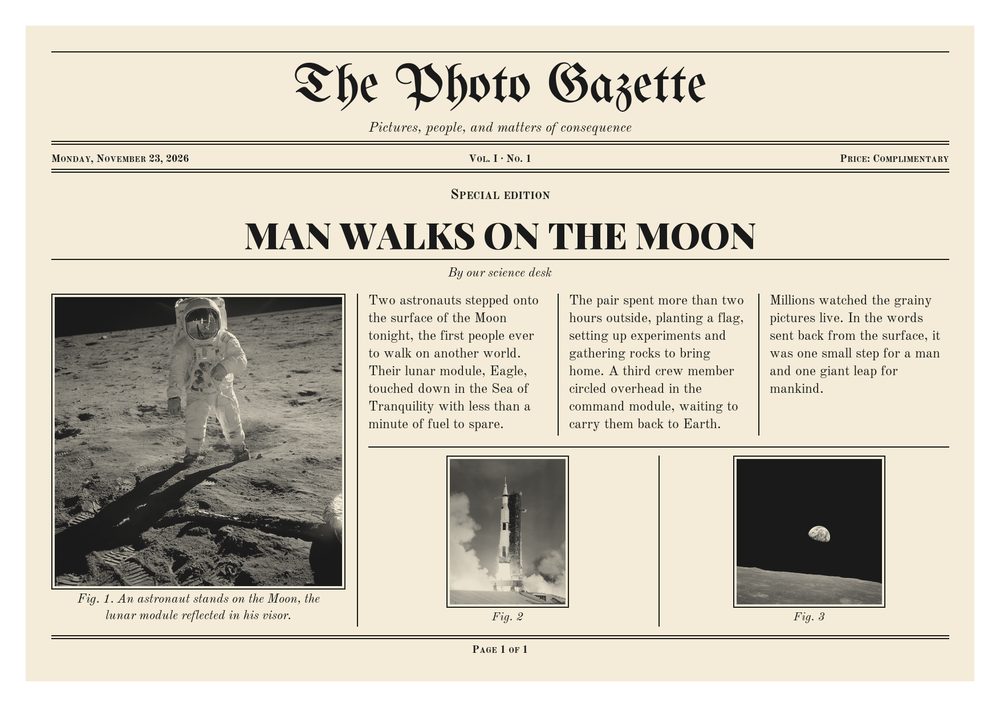 The Photo Gazette
Pictures, people, and matters of consequence
Monday, November 23, 2026
Vol. I · No. 1
Price: Complimentary
Special edition
MAN WALKS ON THE MOON
By our science desk
Two astronauts stepped onto
the surface of the Moon
tonight, the first people ever
to walk on another world.
Their lunar module, Eagle,
touched down in the Sea of
Tranquility with less than a
minute of fuel to spare.
The pair spent more than two
hours outside, planting a flag,
setting up experiments and
gathering rocks to bring
home. A third crew member
circled overhead in the
command module, waiting to
carry them back to Earth.
Millions watched the grainy
pictures live. In the words
sent back from the surface, it
was one small step for a man
and one giant leap for
mankind.
Fig. 1. An astronaut stands on the Moon, the
lunar module reflected in his visor.
Fig. 2
Fig. 3
Page 1 of 1